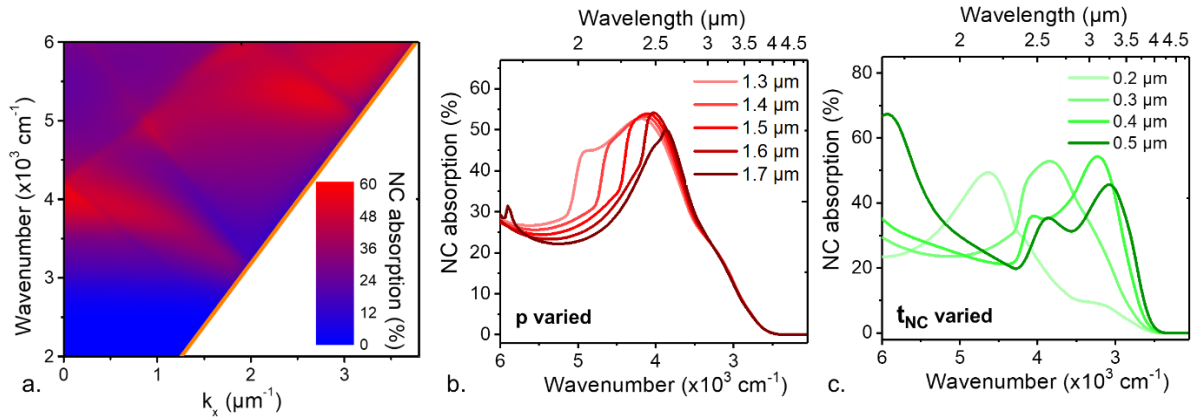 6
5
4
3
2
Wavenumber (x10³ cm⁻¹)
0 1 2 3
kₓ (µm⁻¹)
60
48
36
24
12
0
NC absorption (%)
a.
Wavelength (µm)
2 2.5 3 3.5 4 4.5
60
50
40
30
20
10
0
NC absorption (%)
1.3 µm
1.4 µm
1.5 µm
1.6 µm
1.7 µm
p varied
6 5 4 3
Wavenumber (x10³ cm⁻¹)
b.
Wavelength (µm)
2 2.5 3 3.5 4 4.5
80
60
40
20
0
NC absorption (%)
0.2 µm
0.3 µm
0.4 µm
0.5 µm
t_NC varied
6 5 4 3
Wavenumber (x10³ cm⁻¹)
c.